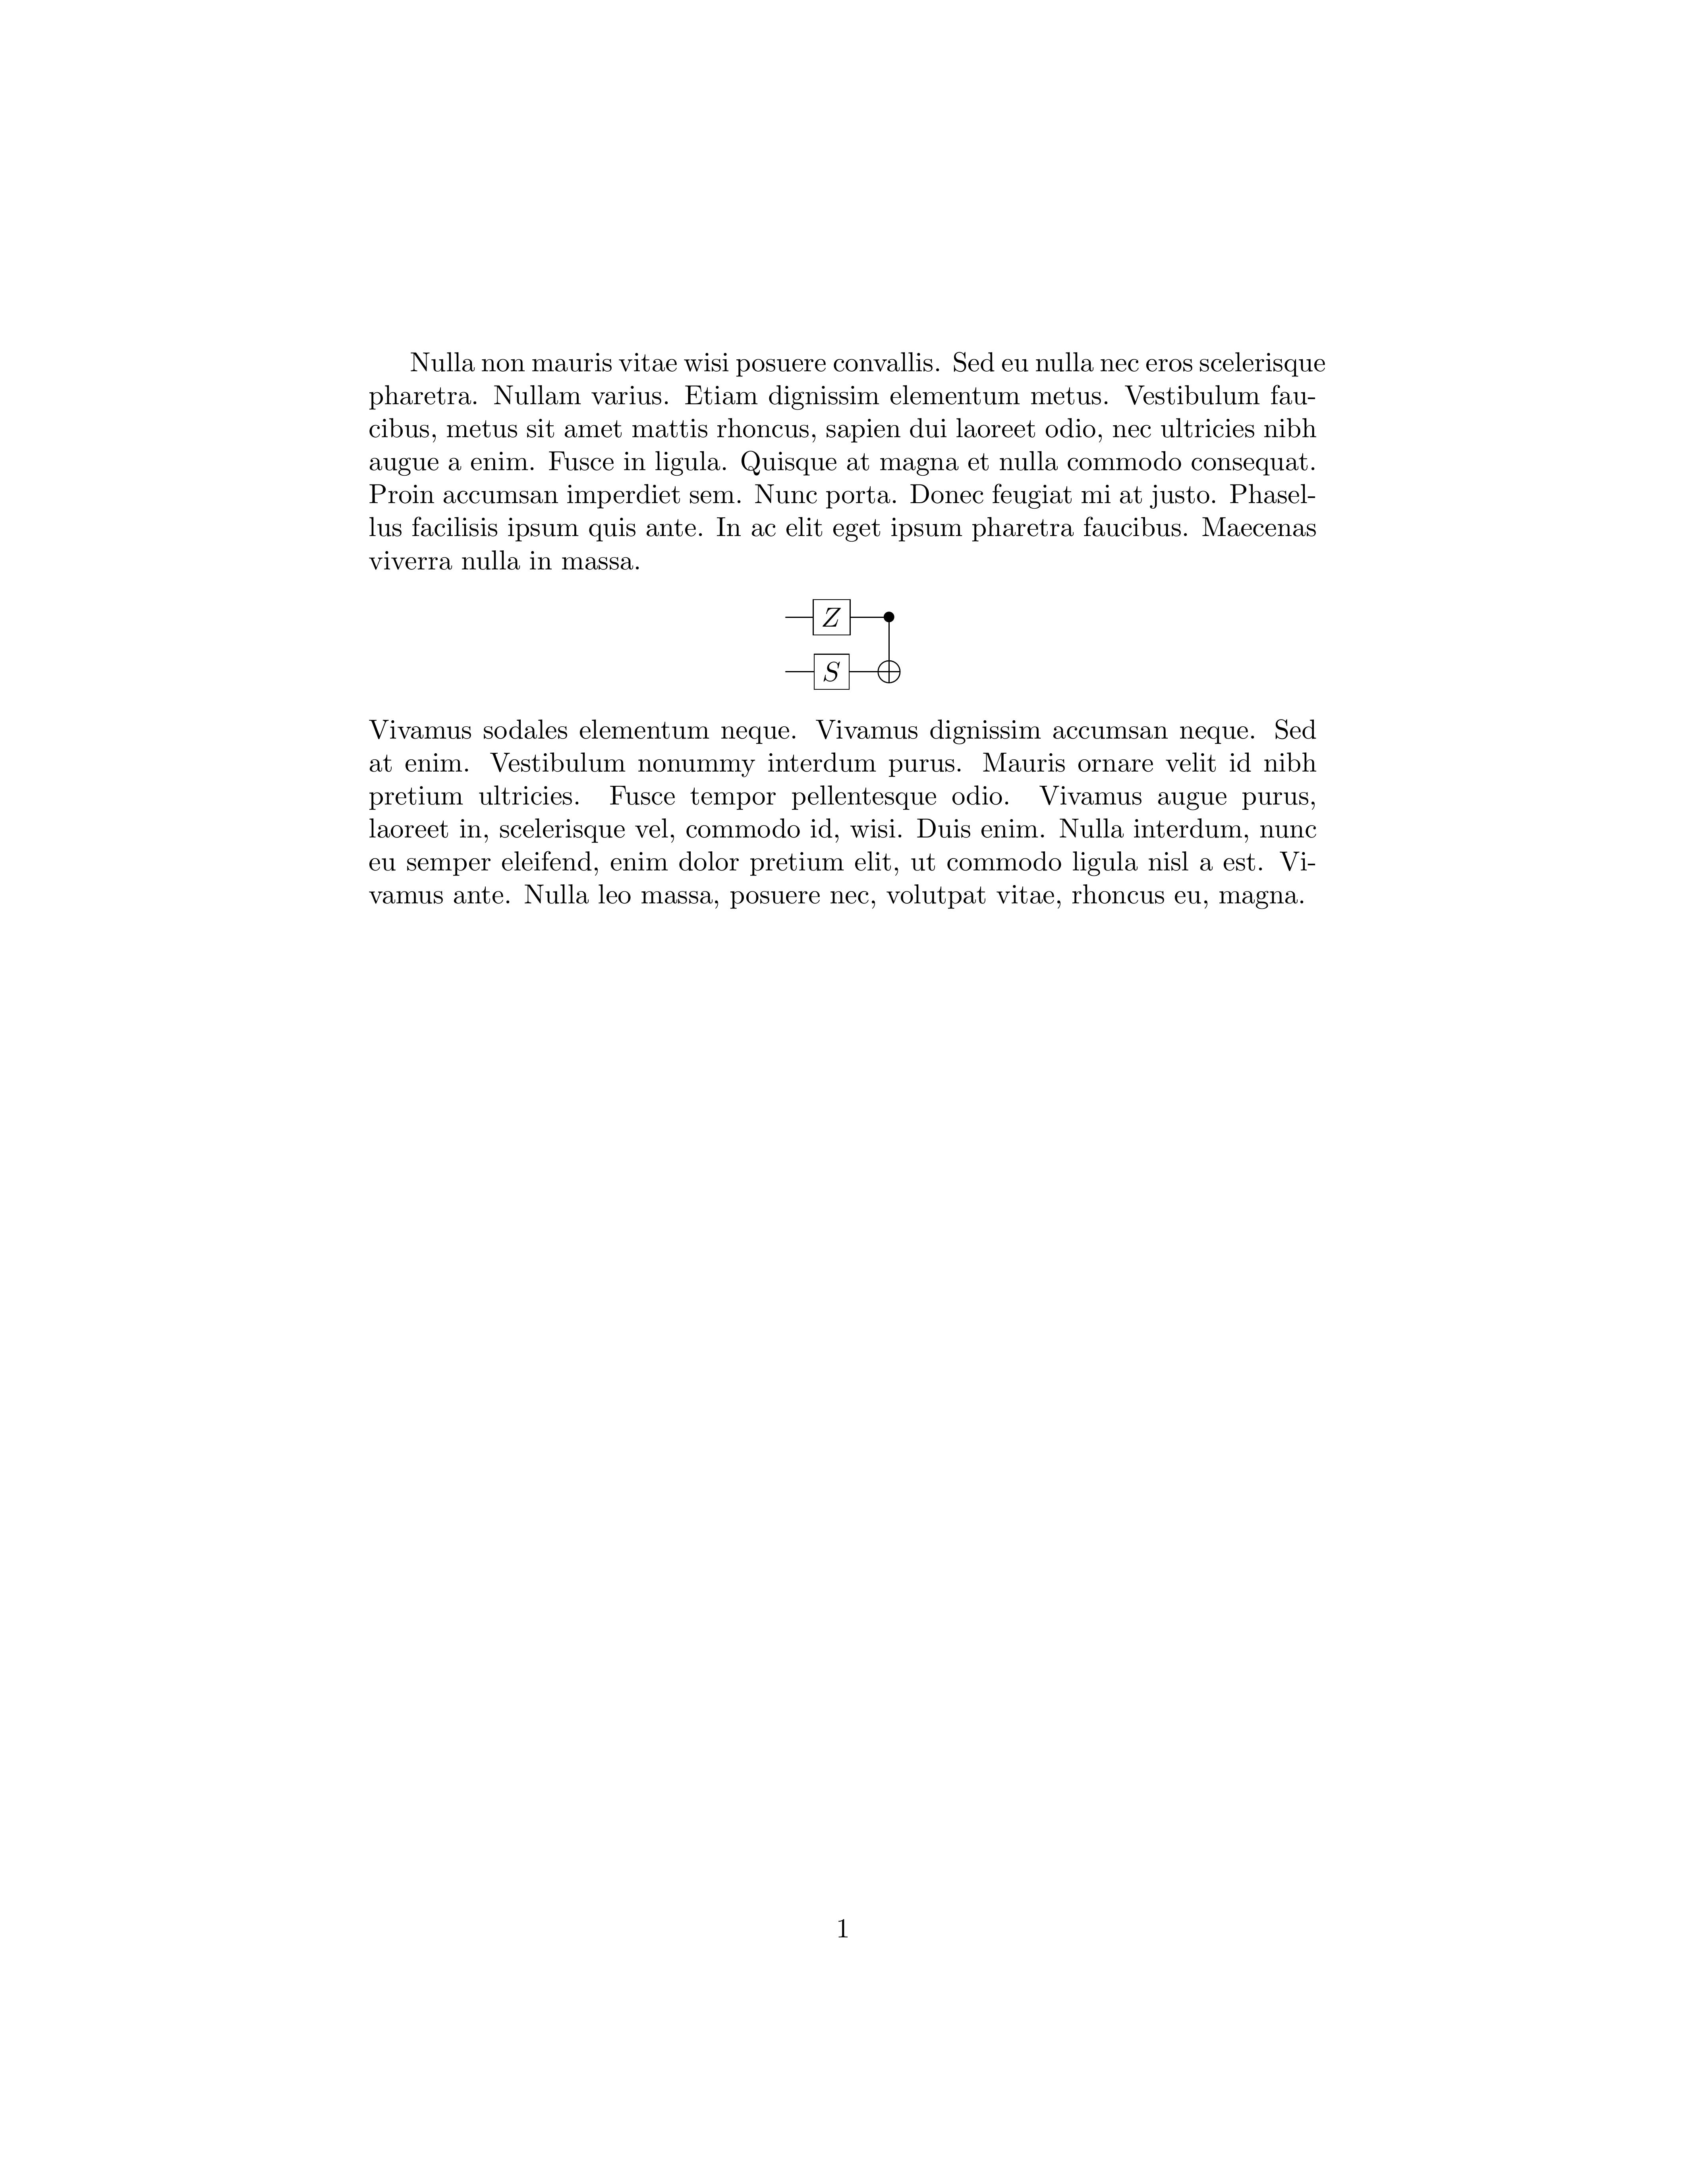 Nulla non mauris vitae wisi posuere convallis. Sed eu nulla nec eros scelerisque
pharetra. Nullam varius. Etiam dignissim elementum metus. Vestibulum fau-
cibus, metus sit amet mattis rhoncus, sapien dui laoreet odio, nec ultricies nibh
augue a enim. Fusce in ligula. Quisque at magna et nulla commodo consequat.
Proin accumsan imperdiet sem. Nunc porta. Donec feugiat mi at justo. Phasel-
lus facilisis ipsum quis ante. In ac elit eget ipsum pharetra faucibus. Maecenas
viverra nulla in massa.
Z
S
Vivamus sodales elementum neque. Vivamus dignissim accumsan neque. Sed
at enim. Vestibulum nonummy interdum purus. Mauris ornare velit id nibh
pretium ultricies. Fusce tempor pellentesque odio. Vivamus augue purus,
laoreet in, scelerisque vel, commodo id, wisi. Duis enim. Nulla interdum, nunc
eu semper eleifend, enim dolor pretium elit, ut commodo ligula nisl a est. Vi-
vamus ante. Nulla leo massa, posuere nec, volutpat vitae, rhoncus eu, magna.
1